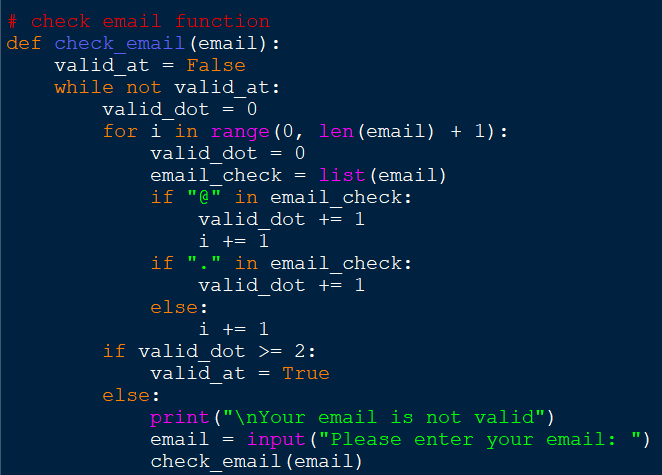 # check email function
def check_email(email):
    valid_at = False
    while not valid_at:
        valid_dot = 0
        for i in range(0, len(email) + 1):
            valid_dot = 0
            email_check = list(email)
            if "@" in email_check:
                valid_dot += 1
                i += 1
            if "." in email_check:
                valid_dot += 1
            else:
                i += 1
        if valid_dot >= 2:
            valid_at = True
        else:
            print("\nYour email is not valid")
            email = input("Please enter your email: ")
            check_email(email)